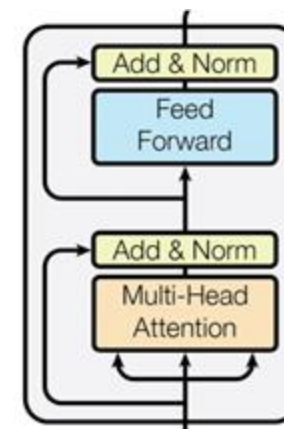 Add & Norm
Feed
Forward
Add & Norm
Multi-Head
Attention